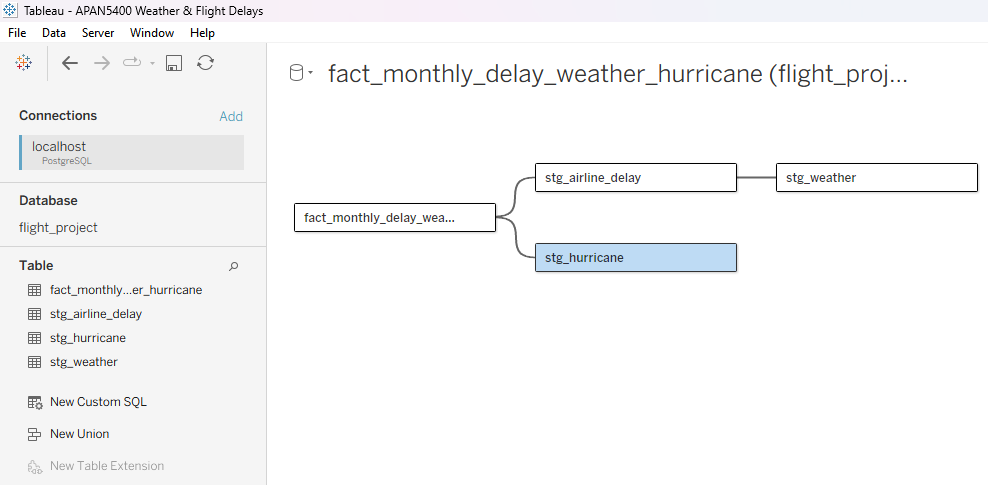 Tableau - APAN5400 Weather & Flight Delays
File Data Server Window Help
Connections Add
localhost
PostgreSQL
Database
flight_project
Table
fact_monthly...er_hurricane
stg_airline_delay
stg_hurricane
stg_weather
New Custom SQL
New Union
New Table Extension
fact_monthly_delay_weather_hurricane (flight_proj...
fact_monthly_delay_wea...
stg_airline_delay
stg_weather
stg_hurricane